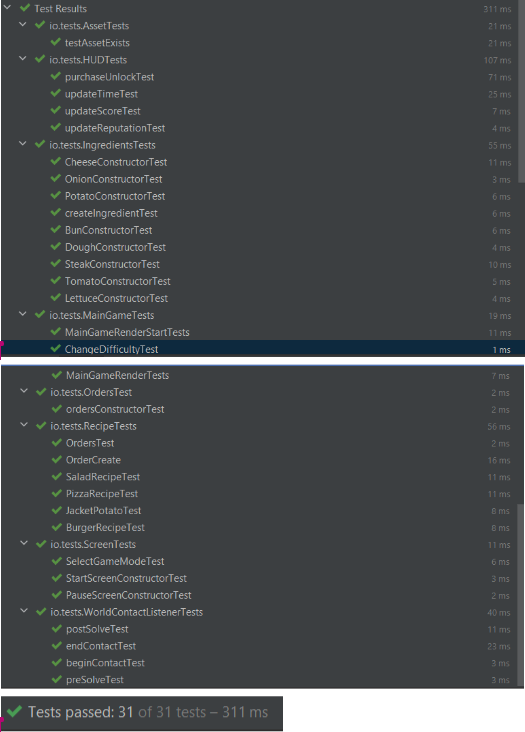 Test Results 311 ms
io.tests.AssetTests 21 ms
testAssetExists 21 ms
io.tests.HUDTests 107 ms
purchaseUnlockTest 71 ms
updateTimeTest 25 ms
updateScoreTest 7 ms
updateReputationTest 4 ms
io.tests.IngredientsTests 55 ms
CheeseConstructorTest 11 ms
OnionConstructorTest 3 ms
PotatoConstructorTest 6 ms
createIngredientTest 6 ms
BunConstructorTest 6 ms
DoughConstructorTest 4 ms
SteakConstructorTest 10 ms
TomatoConstructorTest 5 ms
LettuceConstructorTest 4 ms
io.tests.MainGameTests 19 ms
MainGameRenderStartTests 11 ms
ChangeDifficultyTest 1 ms
MainGameRenderTests 7 ms
io.tests.OrdersTest 2 ms
ordersConstructorTest 2 ms
io.tests.RecipeTests 56 ms
OrdersTest 2 ms
OrderCreate 16 ms
SaladRecipeTest 11 ms
PizzaRecipeTest 11 ms
JacketPotatoTest 8 ms
BurgerRecipeTest 8 ms
io.tests.ScreenTests 11 ms
SelectGameModeTest 6 ms
StartScreenConstructorTest 3 ms
PauseScreenConstructorTest 2 ms
io.tests.WorldContactListenerTests 40 ms
postSolveTest 11 ms
endContactTest 23 ms
beginContactTest 3 ms
preSolveTest 3 ms
Tests passed: 31 of 31 tests – 311 ms